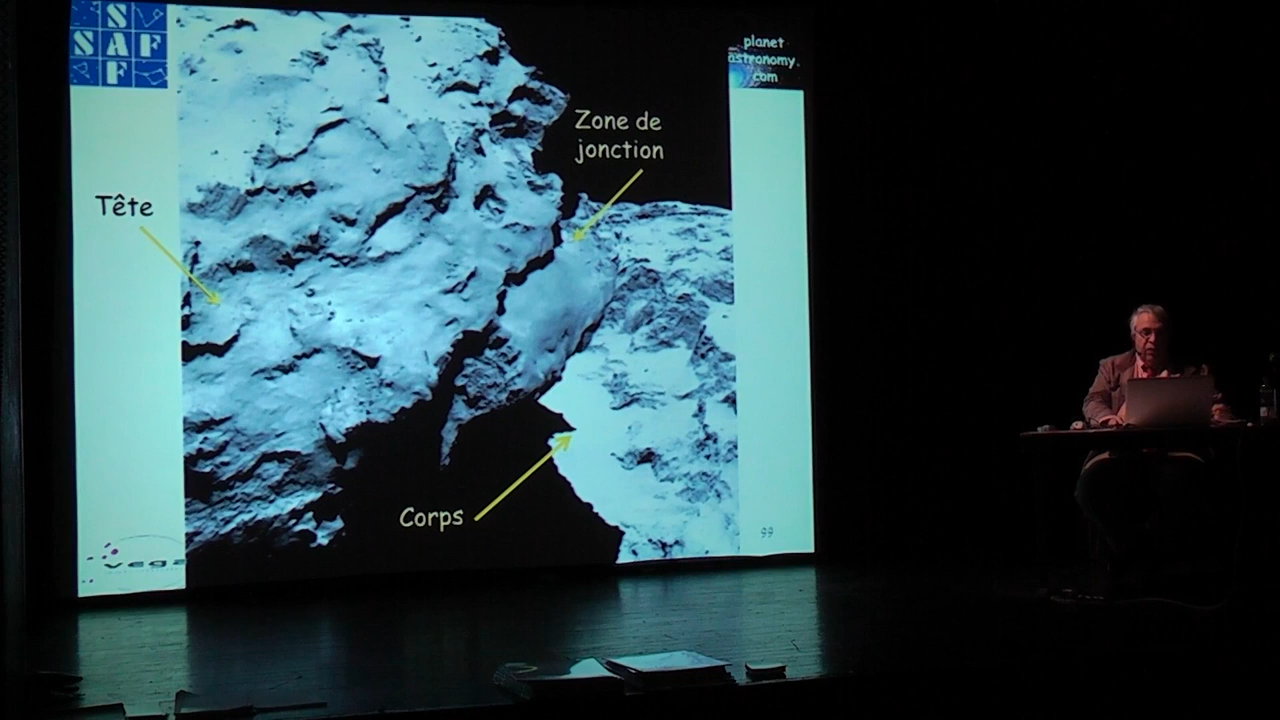 S
S A F
F
planet
astronomy.
com
Zone de
jonction
Tête
Corps
99
vega